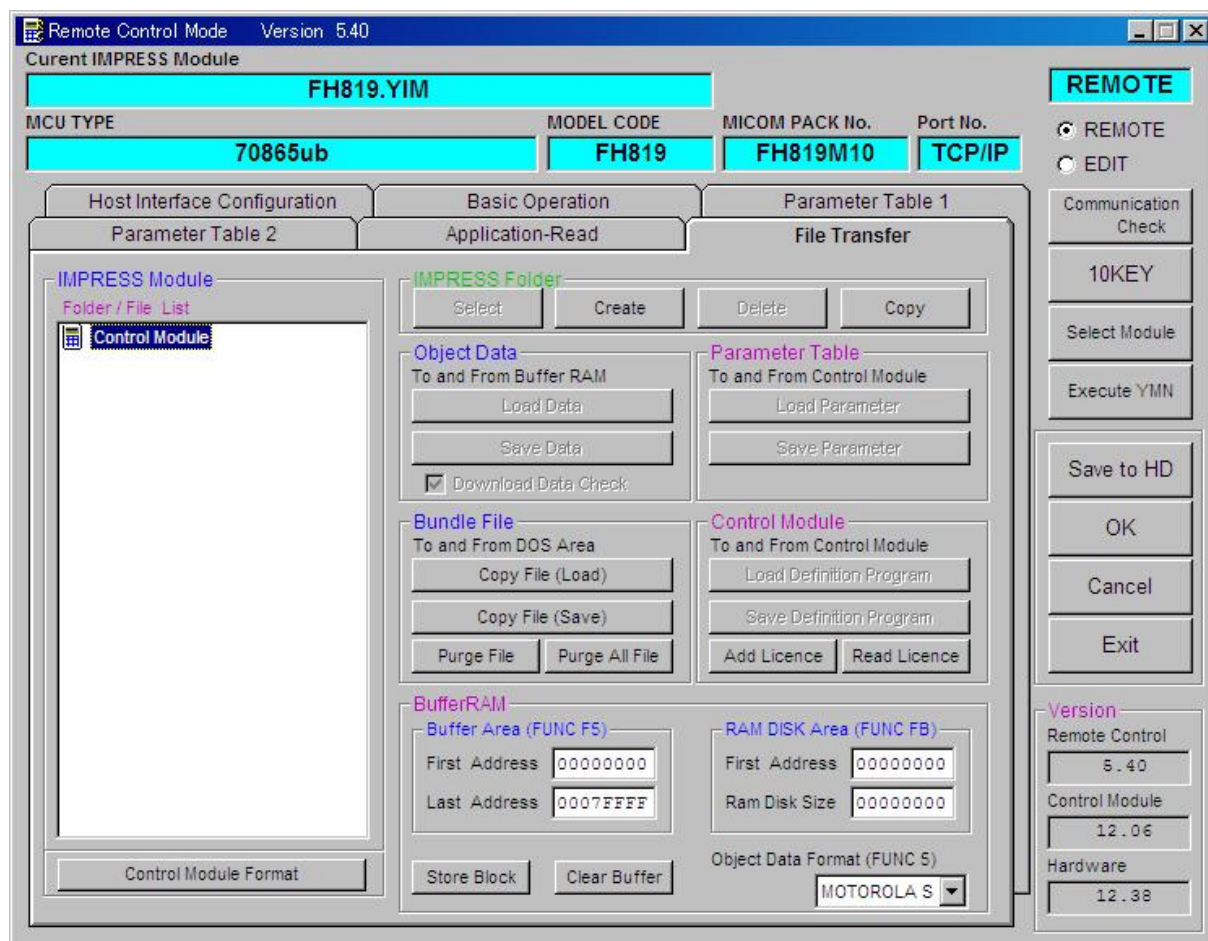 Remote Control Mode Version 5.40
Curent IMPRESS Module
FH819.YIM
REMOTE
MCU TYPE MODEL CODE MICOM PACK No. Port No.
70865ub FH819 FH819M10 TCP/IP
REMOTE
EDIT
Host Interface Configuration Basic Operation Parameter Table 1
Parameter Table 2 Application-Read File Transfer
Communication
Check
10KEY
Select Module
Execute YMN
Save to HD
OK
Cancel
Exit
IMPRESS Module
Folder / File List
Control Module
Control Module Format
IMPRESS Folder
Select Create Delete Copy
Object Data
To and From Buffer RAM
Load Data
Save Data
Download Data Check
Parameter Table
To and From Control Module
Load Parameter
Save Parameter
Bundle File
To and From DOS Area
Copy File (Load)
Copy File (Save)
Purge File Purge All File
Control Module
To and From Control Module
Load Definition Program
Save Definition Program
Add Licence Read Licence
BufferRAM
Buffer Area (FUNC F5)
First Address 00000000
Last Address 0007FFFF
RAM DISK Area (FUNC FB)
First Address 00000000
Ram Disk Size 00000000
Store Block Clear Buffer
Object Data Format (FUNC 5)
MOTOROLA S
Version
Remote Control
5.40
Control Module
12.06
Hardware
12.38